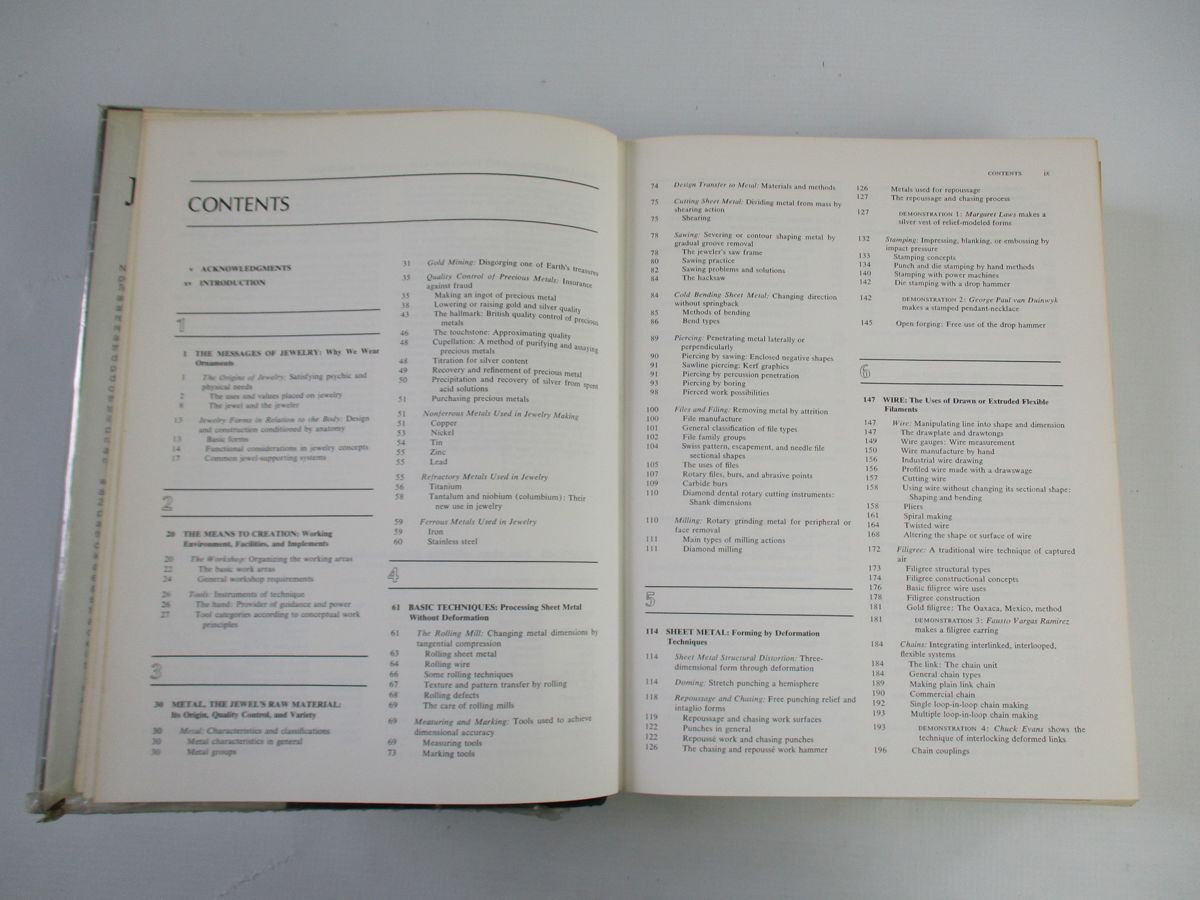 CONTENTS
v ACKNOWLEDGMENTS
xv INTRODUCTION
1
1 THE MESSAGES OF JEWELRY: Why We Wear
Ornaments
1 The Origins of Jewelry: Satisfying psychic and
physical needs
2 The uses and values placed on jewelry
8 The jewel and the jeweler
13 Jewelry Forms in Relation to the Body: Design
and construction conditioned by anatomy
13 Basic forms
14 Functional considerations in jewelry concepts
17 Common jewel-supporting systems
2
20 THE MEANS TO CREATION: Working
Environment, Facilities, and Implements
20 The Workshop: Organizing the working areas
22 The basic work areas
24 General workshop requirements
26 Tools: Instruments of technique
26 The hand: Provider of guidance and power
27 Tool categories according to conceptual work
principles
3
30 METAL, THE JEWEL'S RAW MATERIAL:
Its Origin, Quality Control, and Variety
30 Metal: Characteristics and classifications
30 Metal characteristics in general
30 Metal groups
31 Gold Mining: Disgorging one of Earth's treasures
35 Quality Control of Precious Metals: Insurance
against fraud
35 Making an ingot of precious metal
38 Lowering or raising gold and silver quality
43 The hallmark: British quality control of precious
metals
46 The touchstone: Approximating quality
48 Cupellation: A method of purifying and assaying
precious metals
48 Titration for silver content
49 Recovery and refinement of precious metal
50 Precipitation and recovery of silver from spent
acid solutions
51 Purchasing precious metals
51 Nonferrous Metals Used in Jewelry Making
51 Copper
53 Nickel
54 Tin
55 Zinc
55 Lead
55 Refractory Metals Used in Jewelry
56 Titanium
58 Tantalum and niobium (columbium): Their
new use in jewelry
59 Ferrous Metals Used in Jewelry
59 Iron
60 Stainless steel
4
61 BASIC TECHNIQUES: Processing Sheet Metal
Without Deformation
61 The Rolling Mill: Changing metal dimensions by
tangential compression
63 Rolling sheet metal
64 Rolling wire
66 Some rolling techniques
67 Texture and pattern transfer by rolling
68 Rolling defects
69 The care of rolling mills
69 Measuring and Marking: Tools used to achieve
dimensional accuracy
69 Measuring tools
73 Marking tools
CONTENTS ix
74 Design Transfer to Metal: Materials and methods
75 Cutting Sheet Metal: Dividing metal from mass by
shearing action
75 Shearing
78 Sawing: Severing or contour shaping metal by
gradual groove removal
78 The jeweler's saw frame
80 Sawing practice
82 Sawing problems and solutions
84 The hacksaw
84 Cold Bending Sheet Metal: Changing direction
without springback
85 Methods of bending
86 Bend types
89 Piercing: Penetrating metal laterally or
perpendicularly
90 Piercing by sawing: Enclosed negative shapes
91 Sawline piercing: Kerf graphics
91 Piercing by percussion penetration
93 Piercing by boring
98 Pierced work possibilities
100 Files and Filing: Removing metal by attrition
100 File manufacture
101 General classification of file types
102 File family groups
104 Swiss pattern, escapement, and needle file
sectional shapes
105 The uses of files
107 Rotary files, burs, and abrasive points
109 Carbide burs
110 Diamond dental rotary cutting instruments:
Shank dimensions
110 Milling: Rotary grinding metal for peripheral or
face removal
111 Main types of milling actions
111 Diamond milling
5
114 SHEET METAL: Forming by Deformation
Techniques
114 Sheet Metal Structural Distortion: Three-
dimensional form through deformation
114 Doming: Stretch punching a hemisphere
118 Repoussage and Chasing: Free punching relief and
intaglio forms
119 Repoussage and chasing work surfaces
122 Punches in general
122 Repoussé work and chasing punches
126 The chasing and repoussé work hammer
126 Metals used for repoussage
127 The repoussage and chasing process
127 DEMONSTRATION 1: Margaret Laws makes a
silver vest of relief-modeled forms
132 Stamping: Impressing, blanking, or embossing by
impact pressure
133 Stamping concepts
134 Punch and die stamping by hand methods
140 Stamping with power machines
142 Die stamping with a drop hammer
142 DEMONSTRATION 2: George Paul van Duinwyk
makes a stamped pendant-necklace
145 Open forging: Free use of the drop hammer
6
147 WIRE: The Uses of Drawn or Extruded Flexible
Filaments
147 Wire: Manipulating line into shape and dimension
147 The drawplate and drawtongs
149 Wire gauges: Wire measurement
150 Wire manufacture by hand
156 Industrial wire drawing
156 Profiled wire made with a drawswage
157 Cutting wire
158 Using wire without changing its sectional shape:
Shaping and bending
158 Pliers
161 Spiral making
164 Twisted wire
168 Altering the shape or surface of wire
172 Filigree: A traditional wire technique of captured
air
173 Filigree structural types
174 Filigree constructional concepts
176 Basic filigree wire uses
178 Filigree construction
181 Gold filigree: The Oaxaca, Mexico, method
181 DEMONSTRATION 3: Fausto Vargas Ramirez
makes a filigree earring
184 Chains: Integrating interlinked, interlooped,
flexible systems
184 The link: The chain unit
184 General chain types
189 Making plain link chain
190 Commercial chain
192 Single loop-in-loop chain making
193 Multiple loop-in-loop chain making
193 DEMONSTRATION 4: Chuck Evans shows the
technique of interlocking deformed links
196 Chain couplings